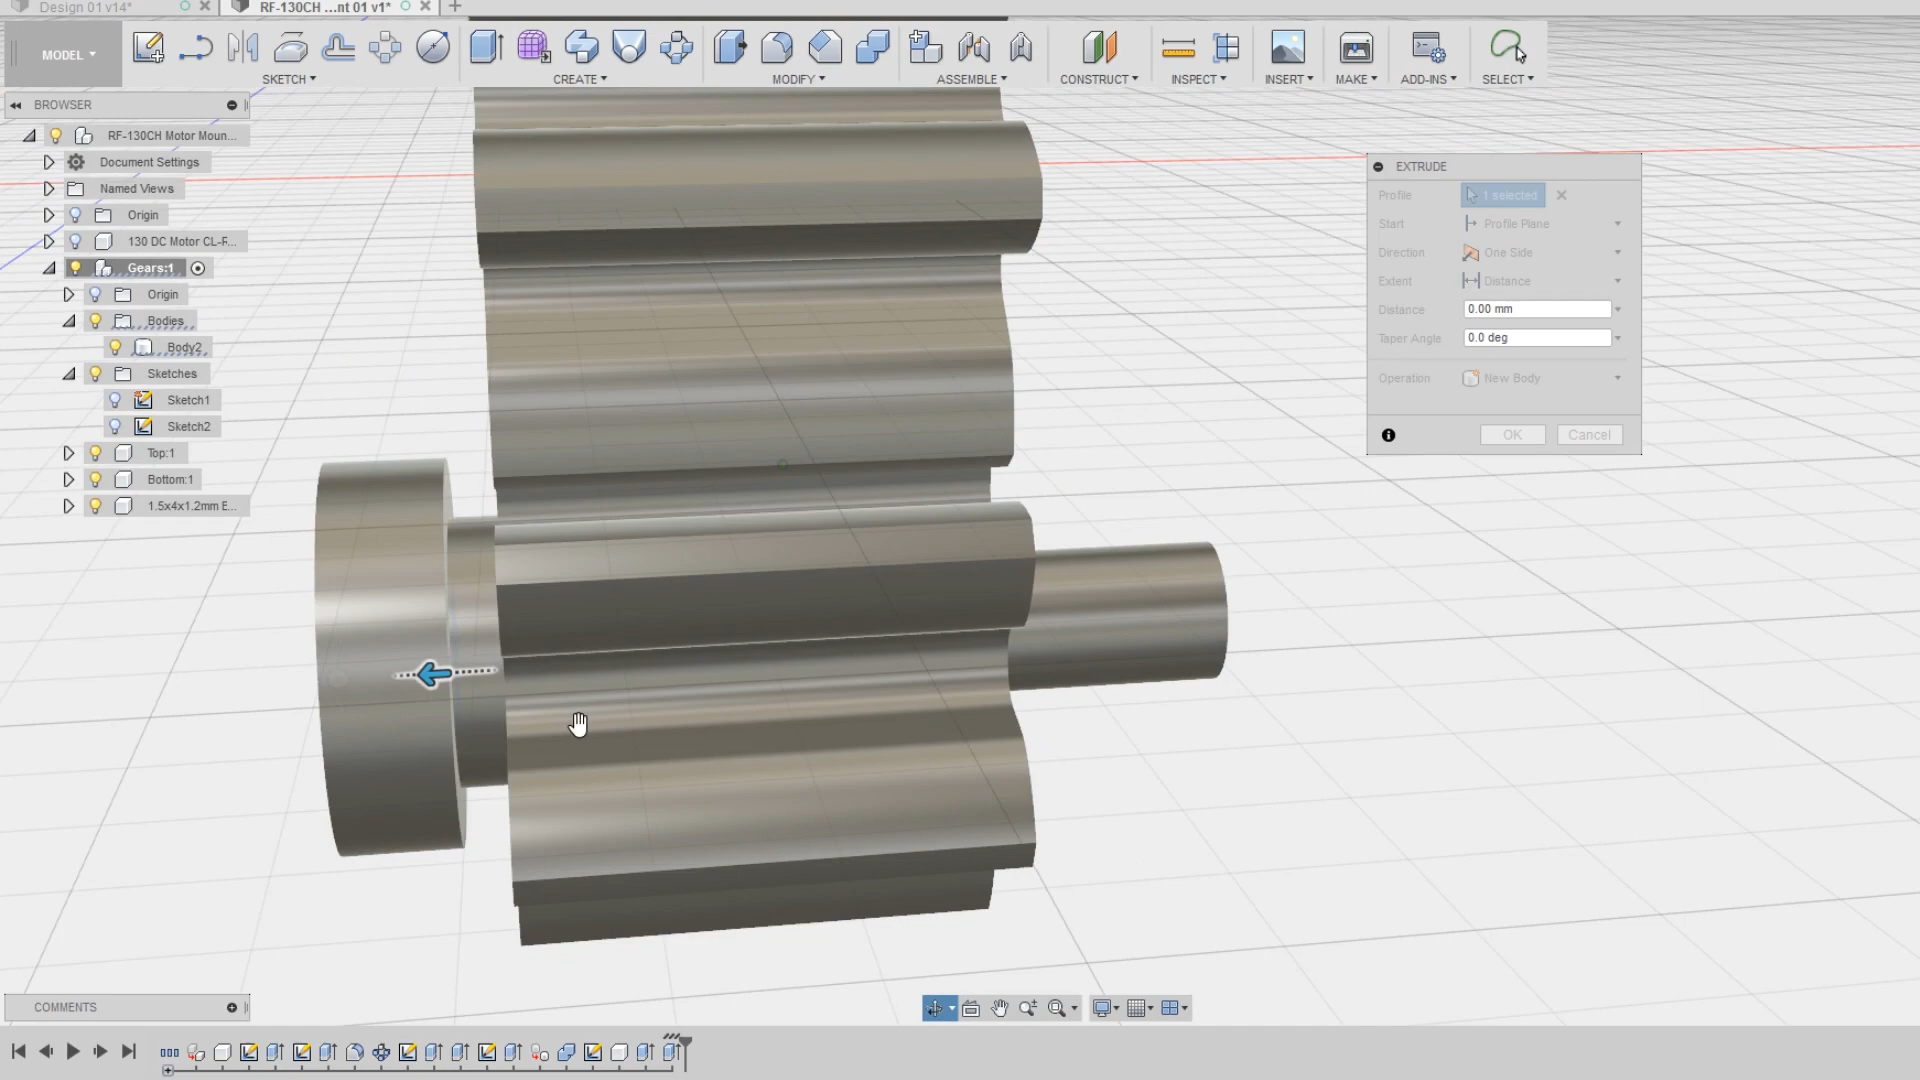 Design 01 v14*
RF-130CH ...nt 01 v1*
MODEL
SKETCH
CREATE
MODIFY
ASSEMBLE
CONSTRUCT
INSPECT
INSERT
MAKE
ADD-INS
SELECT
BROWSER
RF-130CH Motor Moun...
Document Settings
Named Views
Origin
130 DC Motor CL-F...
Gears:1
Origin
Bodies
Body2
Sketches
Sketch1
Sketch2
Top:1
Bottom:1
1.5x4x1.2mm E...
EXTRUDE
Profile 1 selected
Start Profile Plane
Direction One Side
Extent Distance
Distance 0.00 mm
Taper Angle 0.0 deg
Operation New Body
OK Cancel
COMMENTS